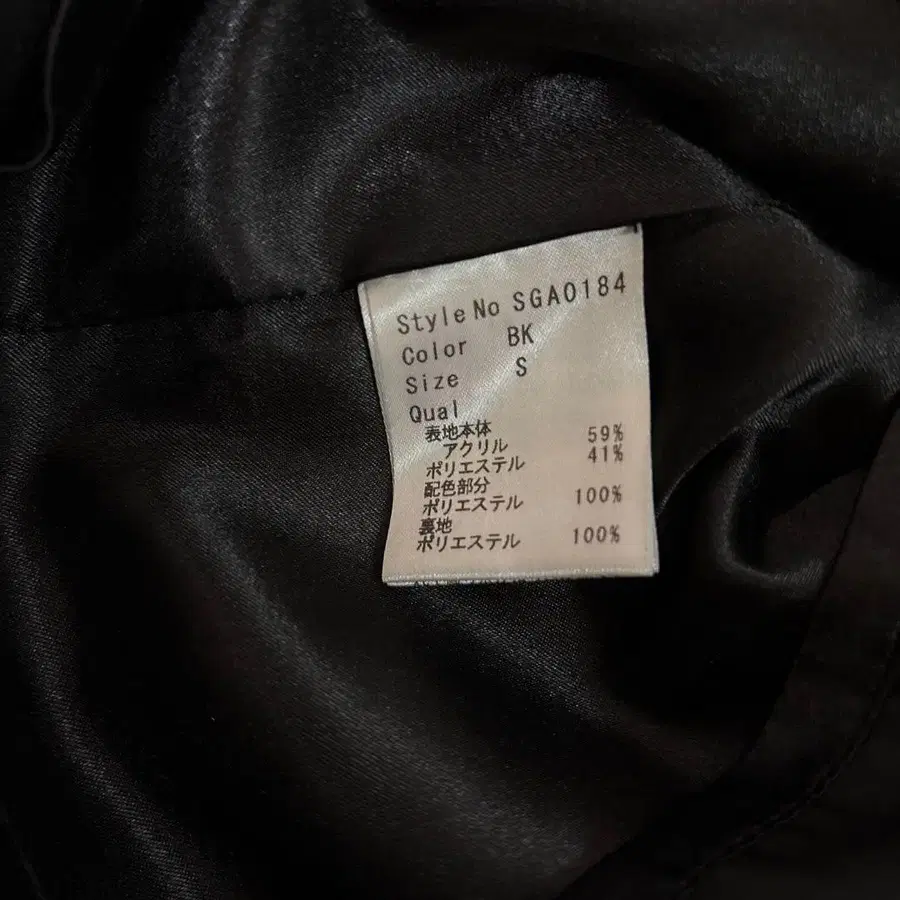 Style No SGA0184
Color BK
Size S
Qual
表地本体
アクリル 59%
ポリエステル 41%
配色部分
ポリエステル 100%
裏地
ポリエステル 100%